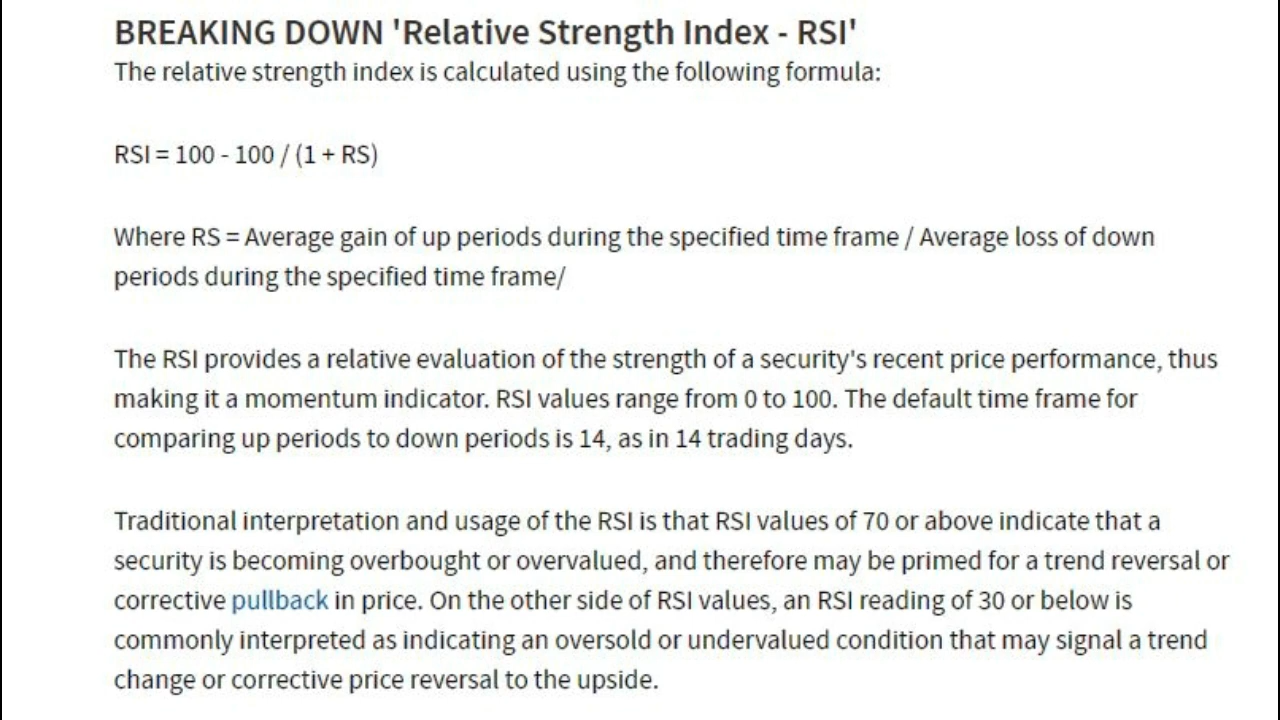 BREAKING DOWN 'Relative Strength Index - RSI'
The relative strength index is calculated using the following formula:
RSI = 100 - 100 / (1 + RS)
Where RS = Average gain of up periods during the specified time frame / Average loss of down
periods during the specified time frame/
The RSI provides a relative evaluation of the strength of a security's recent price performance, thus
making it a momentum indicator. RSI values range from 0 to 100. The default time frame for
comparing up periods to down periods is 14, as in 14 trading days.
Traditional interpretation and usage of the RSI is that RSI values of 70 or above indicate that a
security is becoming overbought or overvalued, and therefore may be primed for a trend reversal or
corrective pullback in price. On the other side of RSI values, an RSI reading of 30 or below is
commonly interpreted as indicating an oversold or undervalued condition that may signal a trend
change or corrective price reversal to the upside.